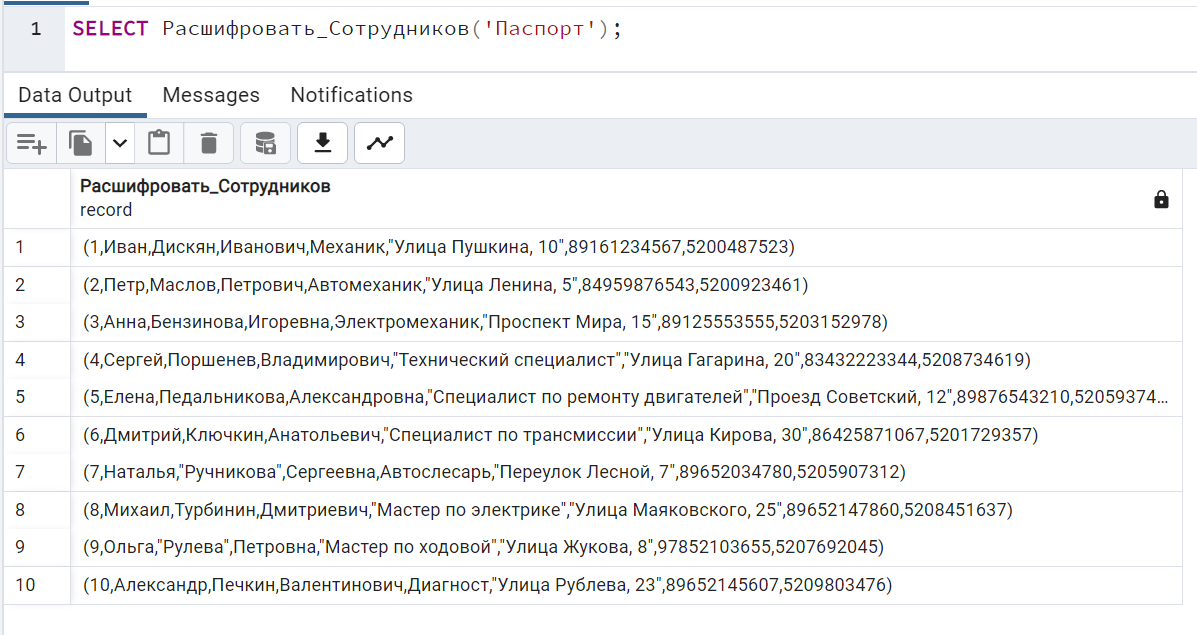 1 SELECT Расшифровать_Сотрудников('Паспорт');
Data Output Messages Notifications
Расшифровать_Сотрудников
record
1 (1,Иван,Дискян,Иванович,Механик,"Улица Пушкина, 10",89161234567,5200487523)
2 (2,Петр,Маслов,Петрович,Автомеханик,"Улица Ленина, 5",84959876543,5200923461)
3 (3,Анна,Бензинова,Игоревна,Электромеханик,"Проспект Мира, 15",89125553555,5203152978)
4 (4,Сергей,Поршенев,Владимирович,"Технический специалист","Улица Гагарина, 20",83432223344,5208734619)
5 (5,Елена,Педальникова,Александровна,"Специалист по ремонту двигателей","Проезд Советский, 12",89876543210,52059374...
6 (6,Дмитрий,Ключкин,Анатольевич,"Специалист по трансмиссии","Улица Кирова, 30",86425871067,5201729357)
7 (7,Наталья,"Ручникова",Сергеевна,Автослесарь,"Переулок Лесной, 7",89652034780,5205907312)
8 (8,Михаил,Турбинин,Дмитриевич,"Мастер по электрике","Улица Маяковского, 25",89652147860,5208451637)
9 (9,Ольга,"Рулева",Петровна,"Мастер по ходовой","Улица Жукова, 8",97852103655,5207692045)
10 (10,Александр,Печкин,Валентинович,Диагност,"Улица Рублева, 23",89652145607,5209803476)